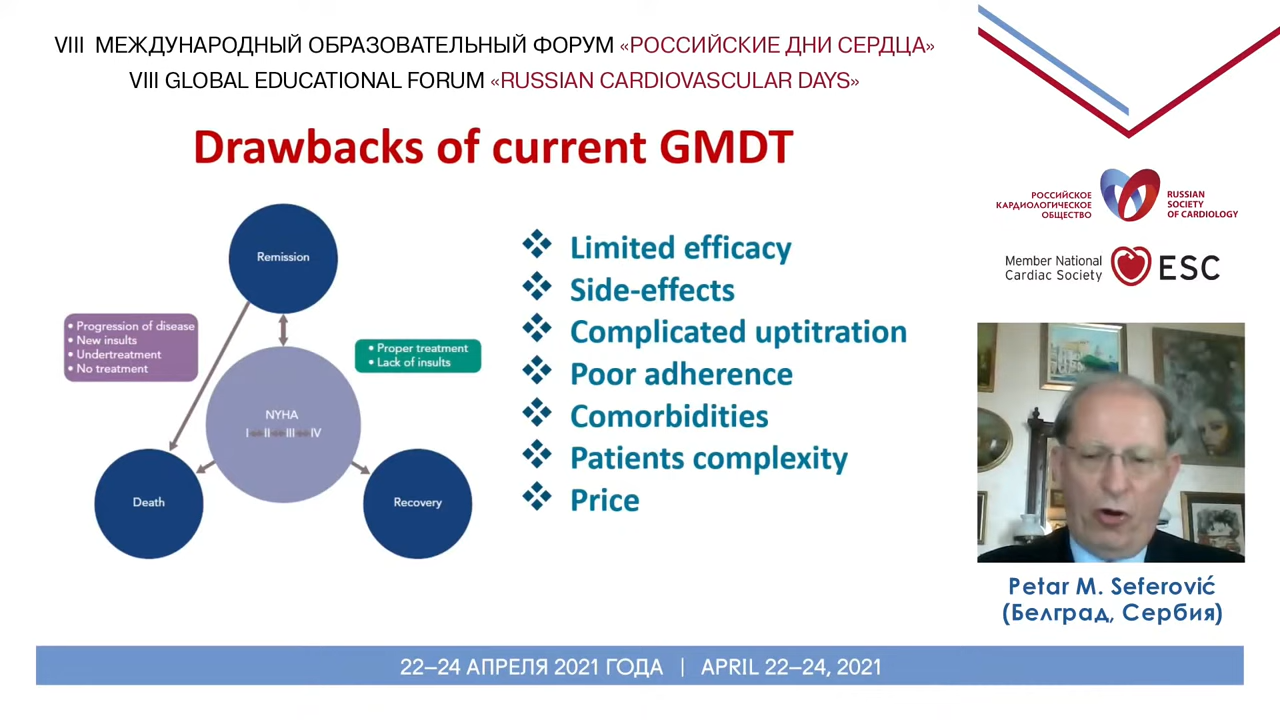 VIII МЕЖДУНАРОДНЫЙ ОБРАЗОВАТЕЛЬНЫЙ ФОРУМ «РОССИЙСКИЕ ДНИ СЕРДЦА»
VIII GLOBAL EDUCATIONAL FORUM «RUSSIAN CARDIOVASCULAR DAYS»
Drawbacks of current GMDT
Remission
• Progression of disease
• New insults
• Undertreatment
• No treatment
• Proper treatment
• Lack of insults
NYHA
I II III IV
Death
Recovery
❖ Limited efficacy
❖ Side-effects
❖ Complicated uptitration
❖ Poor adherence
❖ Comorbidities
❖ Patients complexity
❖ Price
РОССИЙСКОЕ
КАРДИОЛОГИЧЕСКОЕ
ОБЩЕСТВО
RUSSIAN
SOCIETY
OF CARDIOLOGY
Member National
Cardiac Society
ESC
Petar M. Seferović
(Белград, Сербия)
22–24 АПРЕЛЯ 2021 ГОДА | APRIL 22–24, 2021